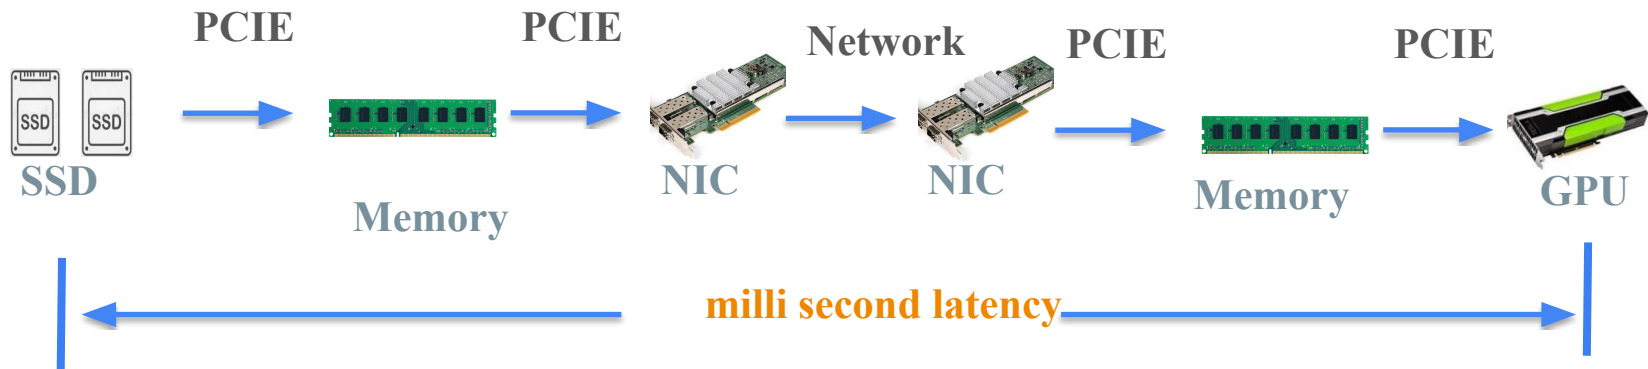 PCIE
PCIE
Network
PCIE
PCIE
SSD
SSD
SSD
Memory
NIC
NIC
Memory
GPU
milli second latency